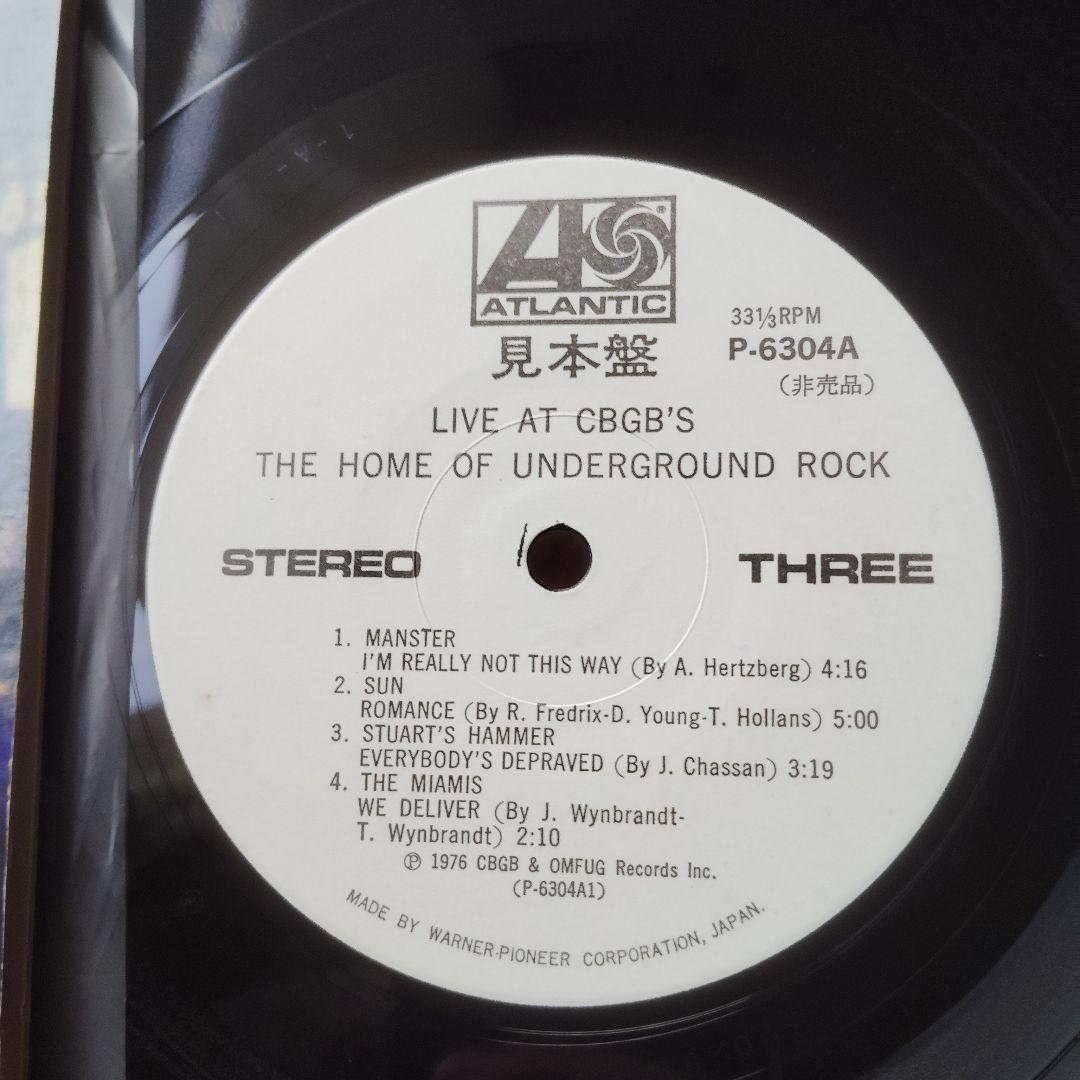 ATLANTIC
®
見本盤
33⅓RPM
P-6304A
（非売品）
LIVE AT CBGB'S
THE HOME OF UNDERGROUND ROCK
STEREO
THREE
1. MANSTER
I'M REALLY NOT THIS WAY (By A. Hertzberg) 4:16
2. SUN
ROMANCE (By R. Fredrix-D. Young-T. Hollans) 5:00
3. STUART'S HAMMER
EVERYBODY'S DEPRAVED (By J. Chassan) 3:19
4. THE MIAMIS
WE DELIVER (By J. Wynbrandt-
T. Wynbrandt) 2:10
℗ 1976 CBGB & OMFUG Records Inc.
(P-6304A1)
MADE BY WARNER-PIONEER CORPORATION, JAPAN.